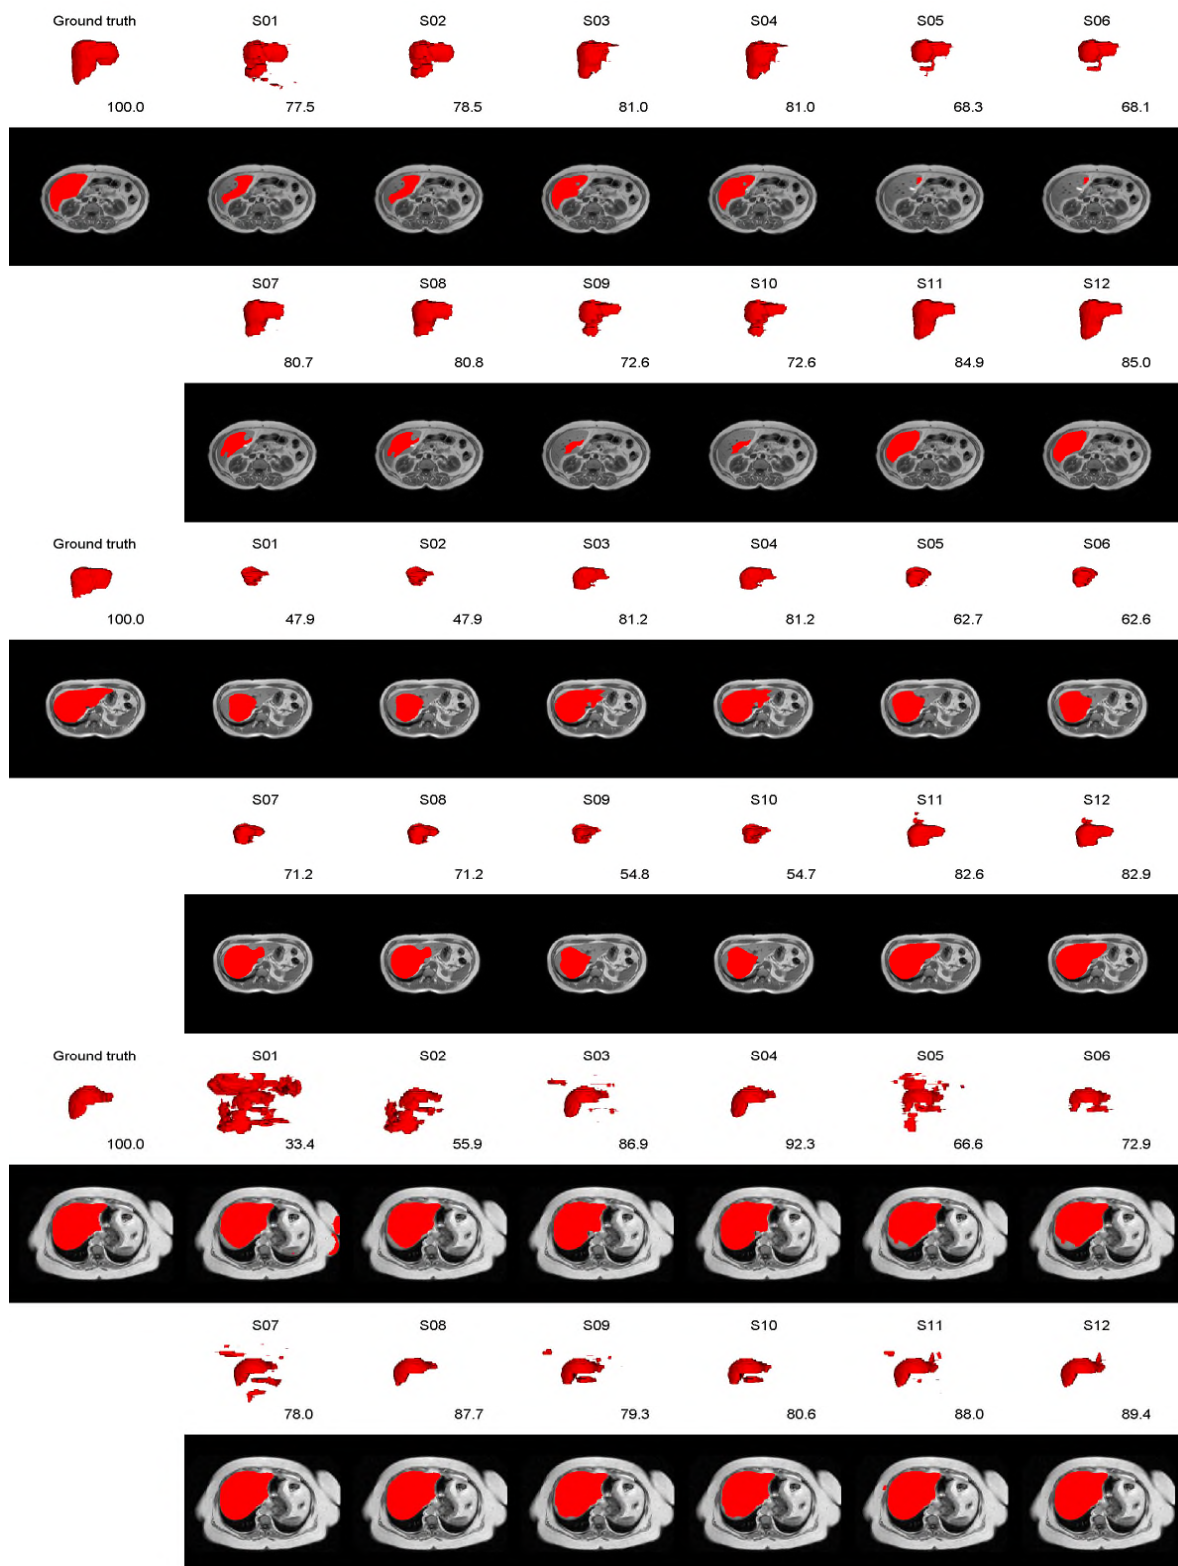 Ground truth S01 S02 S03 S04 S05 S06
100.0 77.5 78.5 81.0 81.0 68.3 68.1
S07 S08 S09 S10 S11 S12
80.7 80.8 72.6 72.6 84.9 85.0
Ground truth S01 S02 S03 S04 S05 S06
100.0 47.9 47.9 81.2 81.2 62.7 62.6
S07 S08 S09 S10 S11 S12
71.2 71.2 54.8 54.7 82.6 82.9
Ground truth S01 S02 S03 S04 S05 S06
100.0 33.4 55.9 86.9 92.3 66.6 72.9
S07 S08 S09 S10 S11 S12
78.0 87.7 79.3 80.6 88.0 89.4